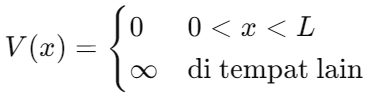 V(x) = { 0 0 < x < L
∞ di tempat lain